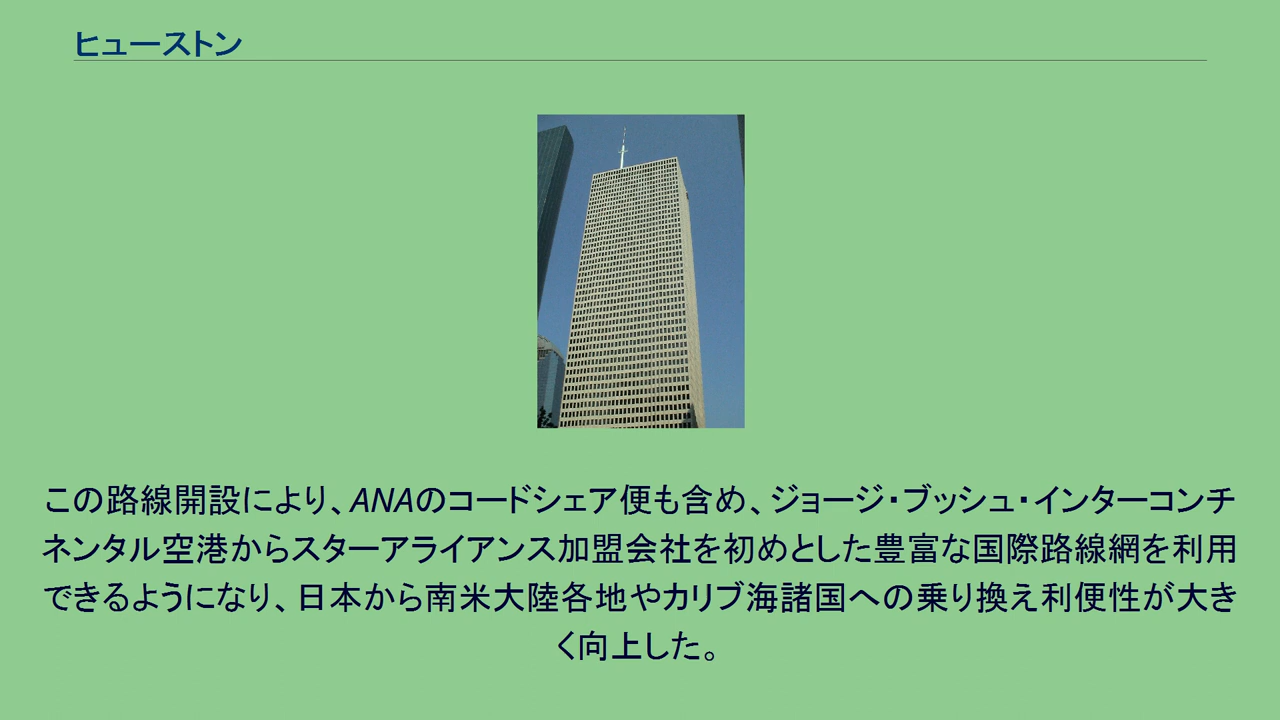 ヒューストン
この路線開設により、ANAのコードシェア便も含め、ジョージ・ブッシュ・インターコンチ
ネンタル空港からスターアライアンス加盟会社を初めとした豊富な国際路線網を利用
できるようになり、日本から南米大陸各地やカリブ海諸国への乗り換え利便性が大き
く向上した。